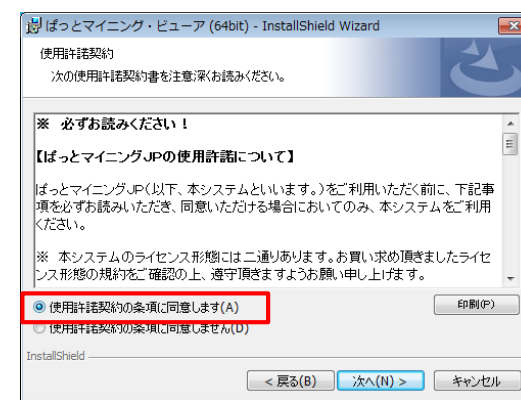 ぱっとマイニング・ビューア (64bit) - InstallShield Wizard
使用許諾契約
次の使用許諾契約書を注意深くお読みください。
※ 必ずお読みください！
【ぱっとマイニングJPの使用許諾について】
ぱっとマイニングJP(以下、本システムといいます。)をご利用いただく前に、下記事
項を必ずお読みいただき、同意いただける場合においてのみ、本システムをご利用
ください。
※ 本システムのライセンス形態には二通りあります。お買い求め頂きましたライセ
ンス形態の規約をご確認の上、遵守頂きますようお願い申し上げます。
使用許諾契約の条項に同意します(A)
印刷(P)
使用許諾契約の条項に同意しません(D)
InstallShield
< 戻る(B)
次へ(N) >
キャンセル